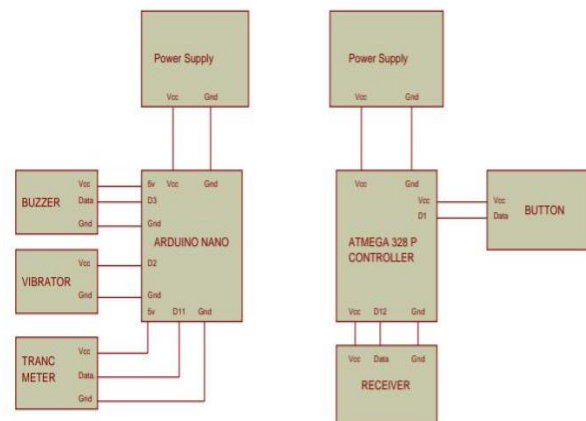 Power Supply
Vcc Gnd
Power Supply
Vcc Gnd
BUZZER
Vcc
Data
Gnd
VIBRATOR
Vcc
Gnd
TRANC
METER
Vcc
Data
Gnd
Vcc Gnd
5v
D3
Gnd
ARDUINO NANO
D2
Gnd
5v D11 Gnd
Vcc Gnd
Vcc
D1
ATMEGA 328 P
CONTROLLER
Vcc D12 Gnd
Vcc
Data
BUTTON
Vcc Data Gnd
RECEIVER